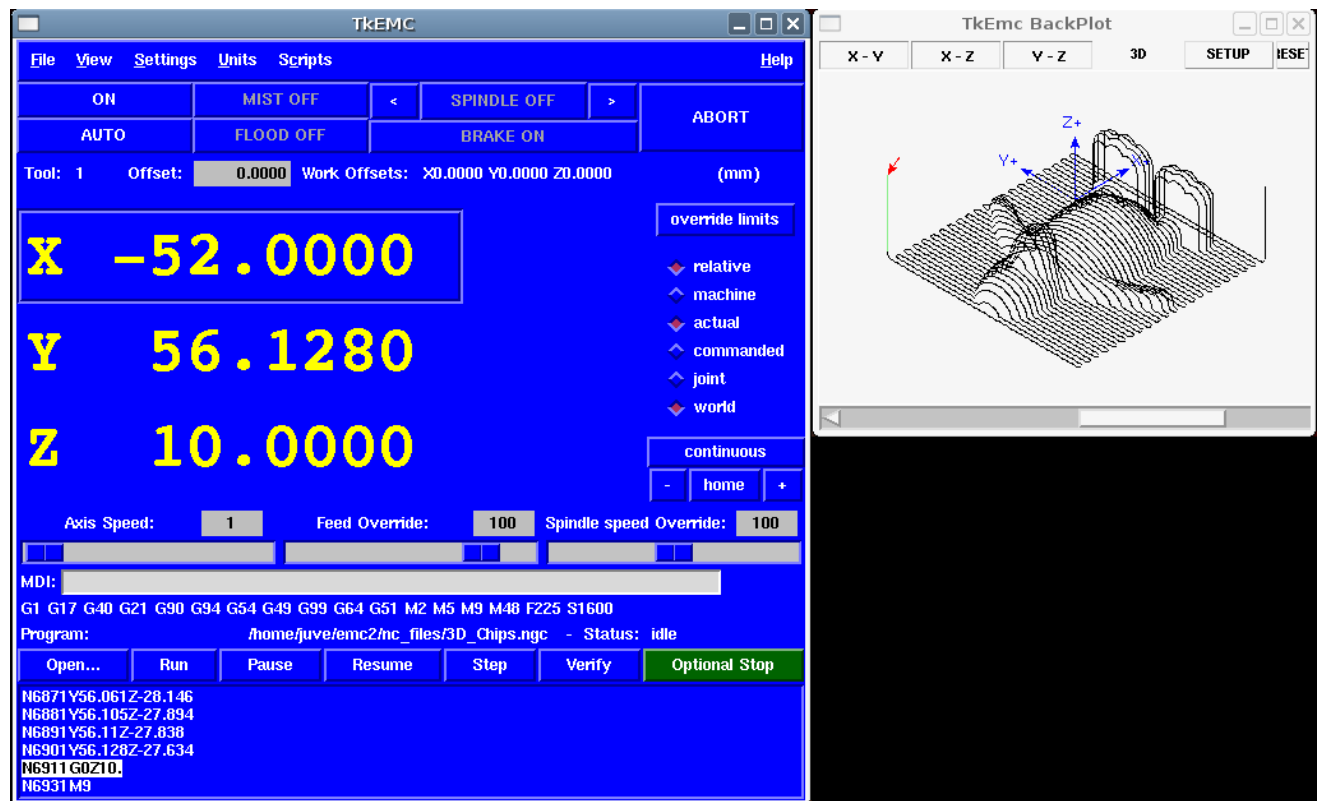 TkEMC
File View Settings Units Scripts Help
ON MIST OFF < SPINDLE OFF > ABORT
AUTO FLOOD OFF BRAKE ON
Tool: 1 Offset: 0.0000 Work Offsets: X0.0000 Y0.0000 Z0.0000 (mm)
override limits
X -52.0000
relative
machine
Y 56.1280
actual
commanded
joint
world
Z 10.0000
continuous
- home +
Axis Speed: 1 Feed Override: 100 Spindle speed Override: 100
MDI:
G1 G17 G40 G21 G90 G94 G54 G49 G99 G64 G51 M2 M5 M9 M48 F225 S1600
Program: /home/juve/emc2/nc_files/3D_Chips.ngc - Status: idle
Open... Run Pause Resume Step Verify Optional Stop
N6871Y56.061Z-28.146
N6881Y56.105Z-27.894
N6891Y56.11Z-27.838
N6901Y56.128Z-27.634
N6911G0Z10.
N6931M9
TkEmc BackPlot
X - Y X - Z Y - Z 3D SETUP RESET
Z+
Y+ X+